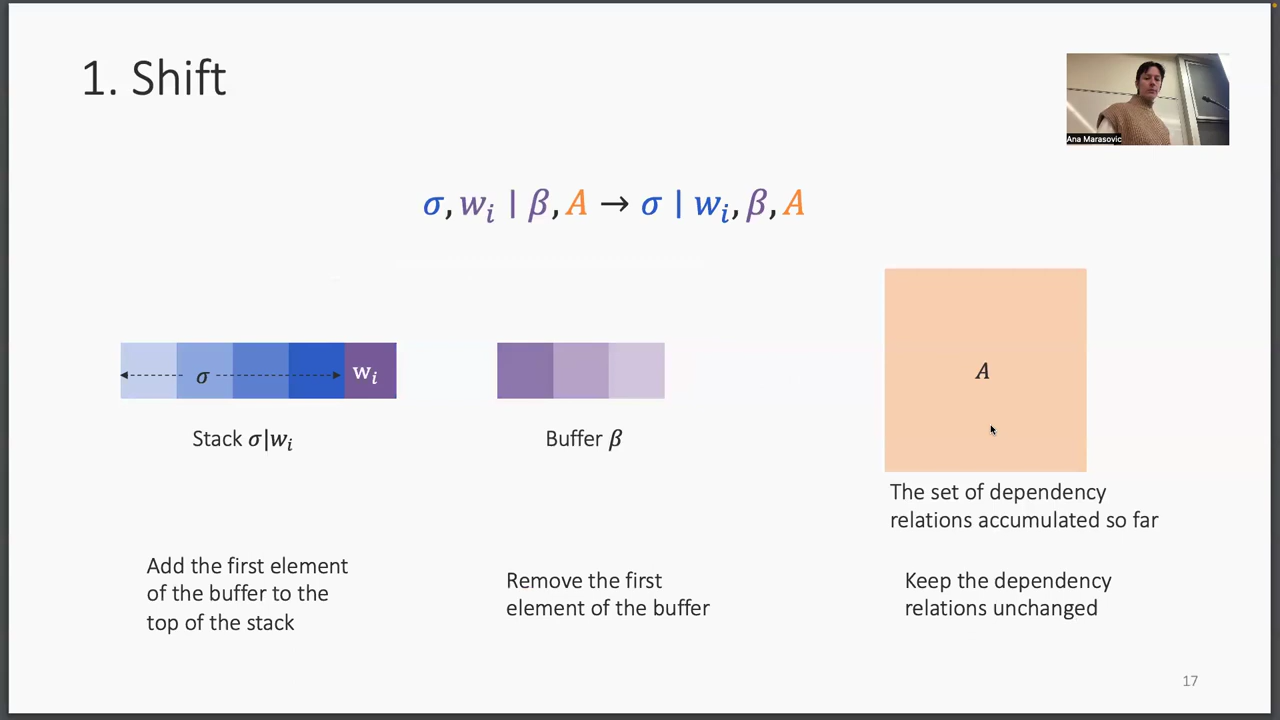 1. Shift
Ana Marasovic
σ, wᵢ | β, A → σ | wᵢ, β, A
σ
wᵢ
A
Stack σ|wᵢ
Buffer β
The set of dependency
relations accumulated so far
Add the first element
of the buffer to the
top of the stack
Remove the first
element of the buffer
Keep the dependency
relations unchanged
17